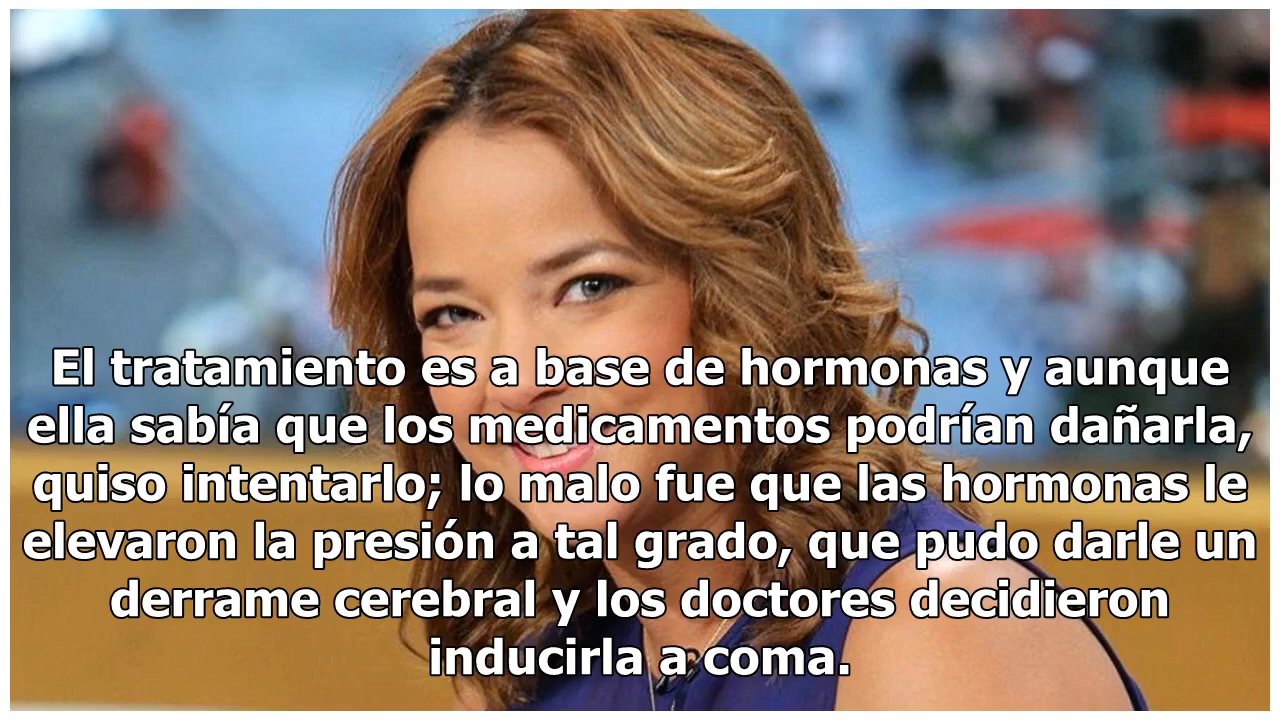 El tratamiento es a base de hormonas y aunque
ella sabía que los medicamentos podrían dañarla,
quiso intentarlo; lo malo fue que las hormonas le
elevaron la presión a tal grado, que pudo darle un
derrame cerebral y los doctores decidieron
inducirla a coma.